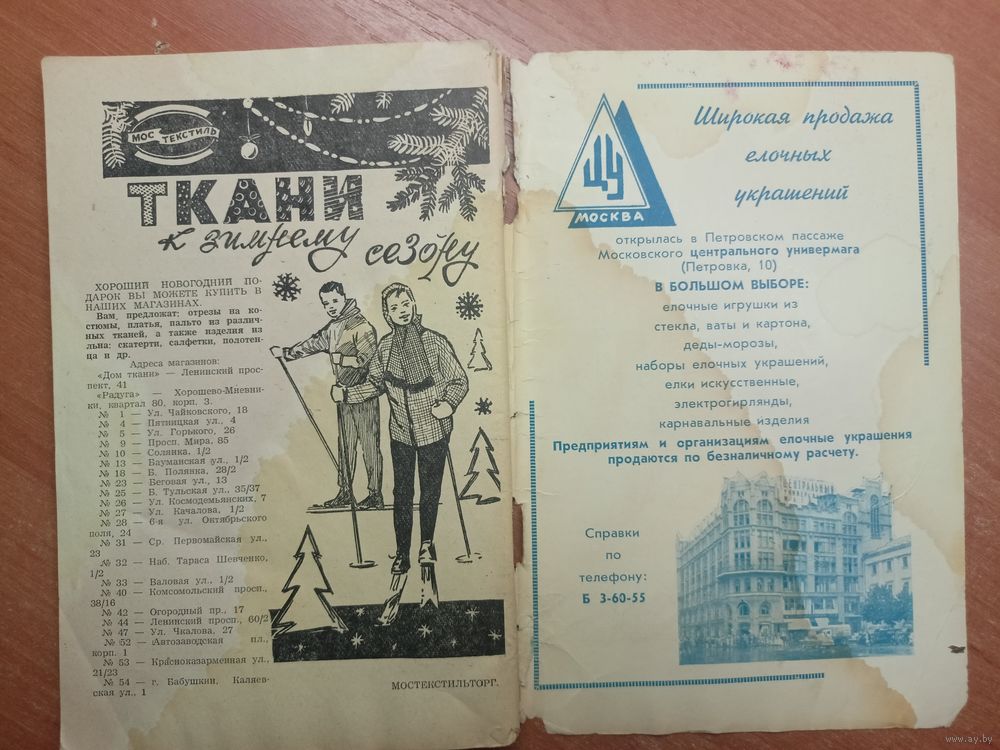 МОС ТЕКСТИЛЬ
ТКАНИ
к зимнему
сезону
ХОРОШИЙ НОВОГОДНИЙ ПО-
ДАРОК ВЫ МОЖЕТЕ КУПИТЬ В
НАШИХ МАГАЗИНАХ.
Вам предложат: отрезы на ко-
стюмы, платья, пальто из различ-
ных тканей, а также изделия из
льна: скатерти, салфетки, полотен-
ца и др.
Адреса магазинов:
«Дом ткани» — Ленинский прос-
пект, 41
«Радуга» — Хорошево-Мневни-
ки, квартал 80, корп. 3.
№ 1 — Ул. Чайковского, 18
№ 4 — Пятницкая ул., 4
№ 5 — Ул. Горького, 26
№ 9 — Просп. Мира. 85
№ 10 — Солянка. 1/2
№ 13 — Бауманская ул., 1/2
№ 18 — Б. Полянка, 28/2
№ 23 — Беговая ул., 13
№ 25 — Б. Тульская ул., 35/37
№ 26 — Ул. Космодемьянских, 7
№ 27 — Ул. Качалова, 1/2
№ 28 — 6-я ул. Октябрьского
поля, 24
№ 31 — Ср. Первомайская ул.,
23
№ 32 — Наб. Тараса Шевченко,
1/2
№ 33 — Валовая ул., 1/2
№ 40 — Комсомольский просп.,
38/16
№ 42 — Огородный пр., 17
№ 44 — Ленинский просп., 60/2
№ 47 — Ул. Чкалова, 27
№ 52 — Автозаводская пл.,
корп. 1
№ 53 — Красноказарменная ул.,
21/23
№ 54 — г. Бабушкин, Каляев-
ская ул., 1
МОСТЕКСТИЛЬТОРГ.
ЦУ
МОСКВА
Широкая продажа
елочных
украшений
открылась в Петровском пассаже
Московского центрального универмага
(Петровка, 10)
В БОЛЬШОМ ВЫБОРЕ:
елочные игрушки из
стекла, ваты и картона,
деды-морозы,
наборы елочных украшений,
елки искусственные,
электрогирлянды,
карнавальные изделия
Предприятиям и организациям елочные украшения
продаются по безналичному расчету.
Справки
по
телефону:
Б 3-60-55
ЦЕНТРАЛЬНЫЙ
www.ay.by